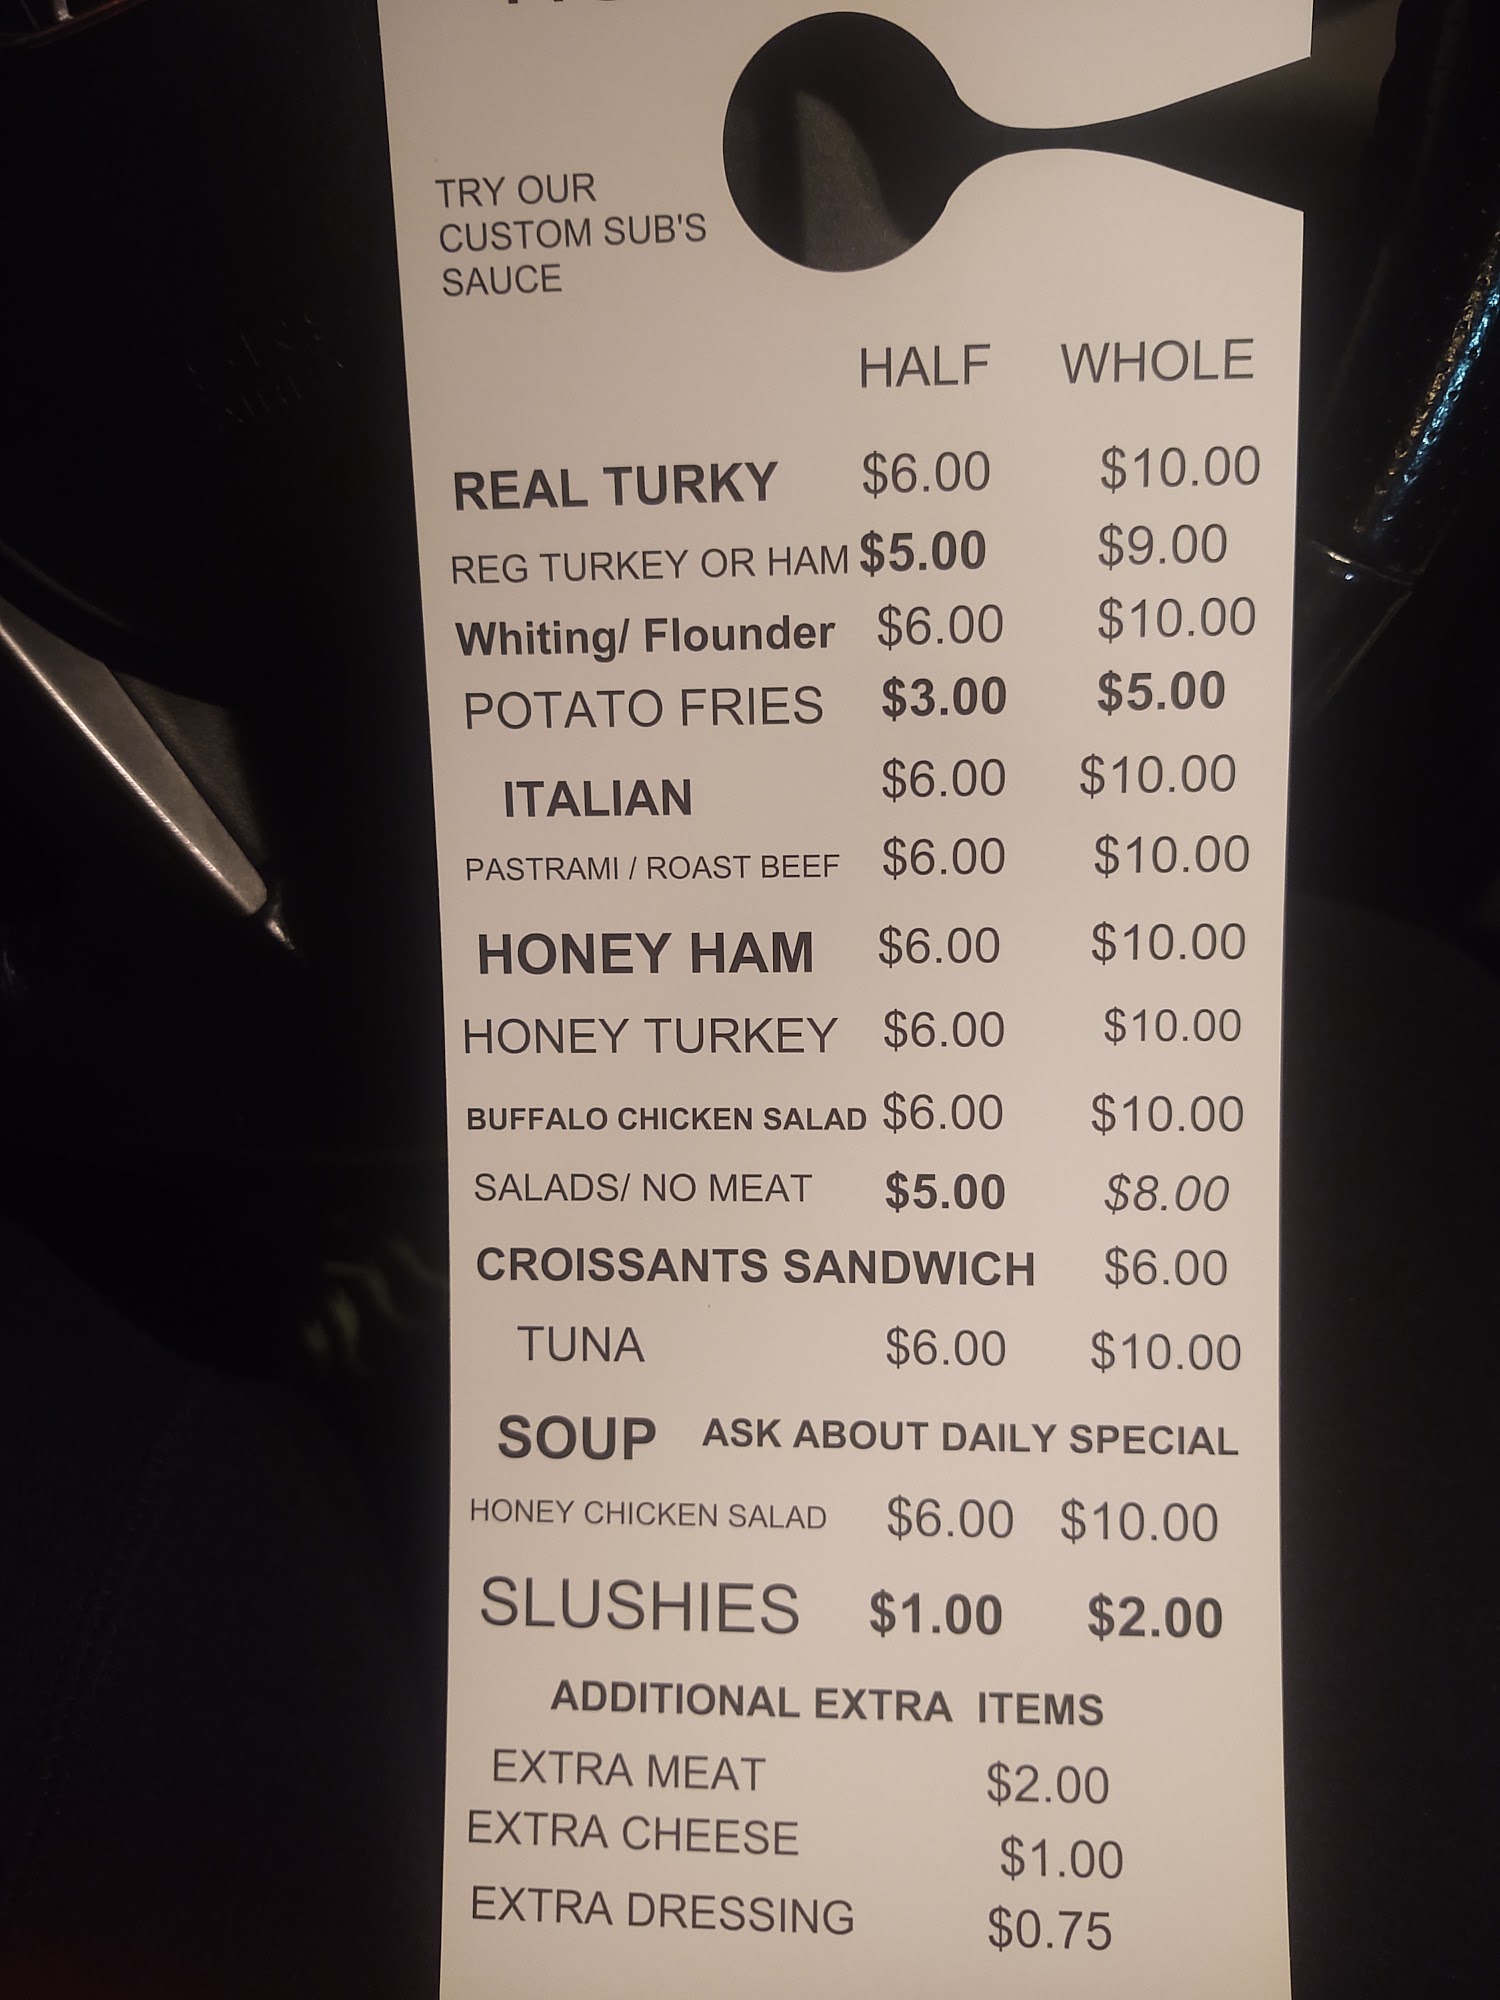 TRY OUR
CUSTOM SUB'S
SAUCE
HALF WHOLE
REAL TURKY $6.00 $10.00
REG TURKEY OR HAM $5.00 $9.00
Whiting/ Flounder $6.00 $10.00
POTATO FRIES $3.00 $5.00
ITALIAN $6.00 $10.00
PASTRAMI / ROAST BEEF $6.00 $10.00
HONEY HAM $6.00 $10.00
HONEY TURKEY $6.00 $10.00
BUFFALO CHICKEN SALAD $6.00 $10.00
SALADS/ NO MEAT $5.00 $8.00
CROISSANTS SANDWICH $6.00
TUNA $6.00 $10.00
SOUP ASK ABOUT DAILY SPECIAL
HONEY CHICKEN SALAD $6.00 $10.00
SLUSHIES $1.00 $2.00
ADDITIONAL EXTRA ITEMS
EXTRA MEAT $2.00
EXTRA CHEESE $1.00
EXTRA DRESSING $0.75